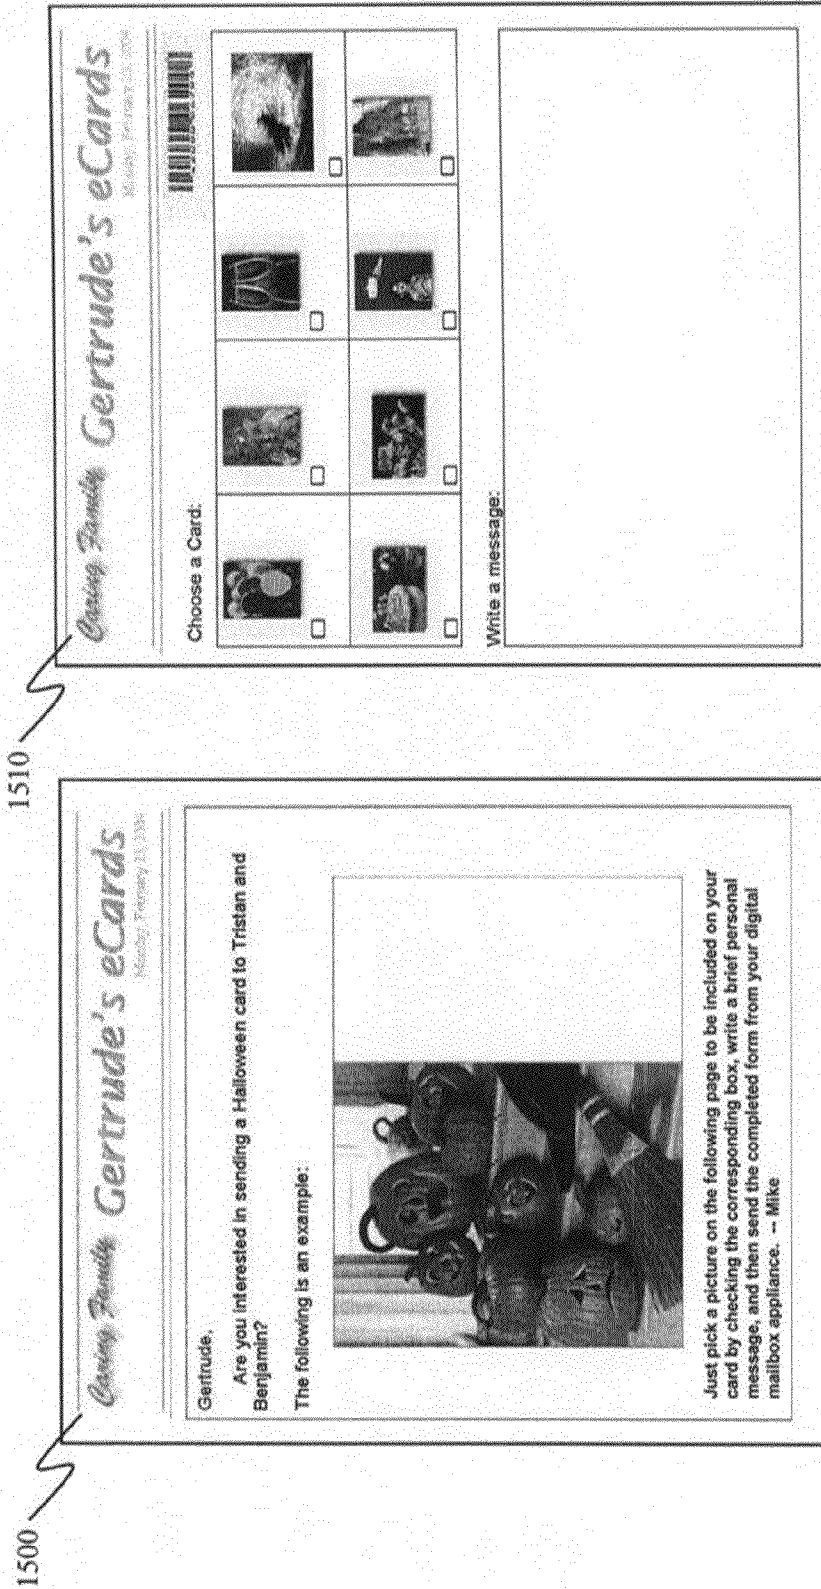 1500
Caring Family Gertrude's eCards
Gertrude,
Are you interested in sending a Halloween card to Tristan and
Benjamin?
The following is an example:
Just pick a picture on the following page to be included on your
card by checking the corresponding box, write a brief personal
message, and then send the completed form from your digital
mailbox appliance. -- Mike
1510
Caring Family Gertrude's eCards
Choose a Card:
Write a message: